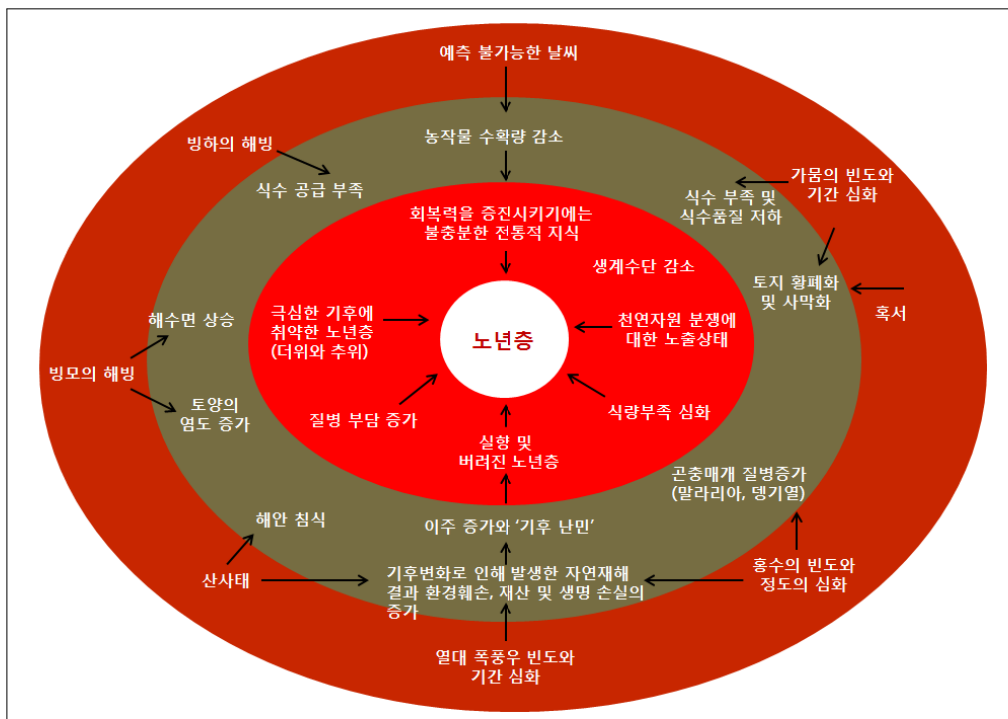 예측 불가능한 날씨
농작물 수확량 감소
빙하의 해빙
식수 공급 부족
가뭄의 빈도와
기간 심화
식수 부족 및
식수품질 저하
회복력을 증진시키기에는
불충분한 전통적 지식
생계수단 감소
토지 황폐화
및 사막화
혹서
해수면 상승
극심한 기후에
취약한 노년층
(더위와 추위)
노년층
천연자원 분쟁에
대한 노출상태
빙모의 해빙
토양의
염도 증가
질병 부담 증가
식량부족 심화
실향 및
버려진 노년층
곤충매개 질병증가
(말라리아, 뎅기열)
해안 침식
이주 증가와 ‘기후 난민’
산사태
기후변화로 인해 발생한 자연재해
결과 환경훼손, 재산 및 생명 손실의
증가
홍수의 빈도와
정도의 심화
열대 폭풍우 빈도와
기간 심화